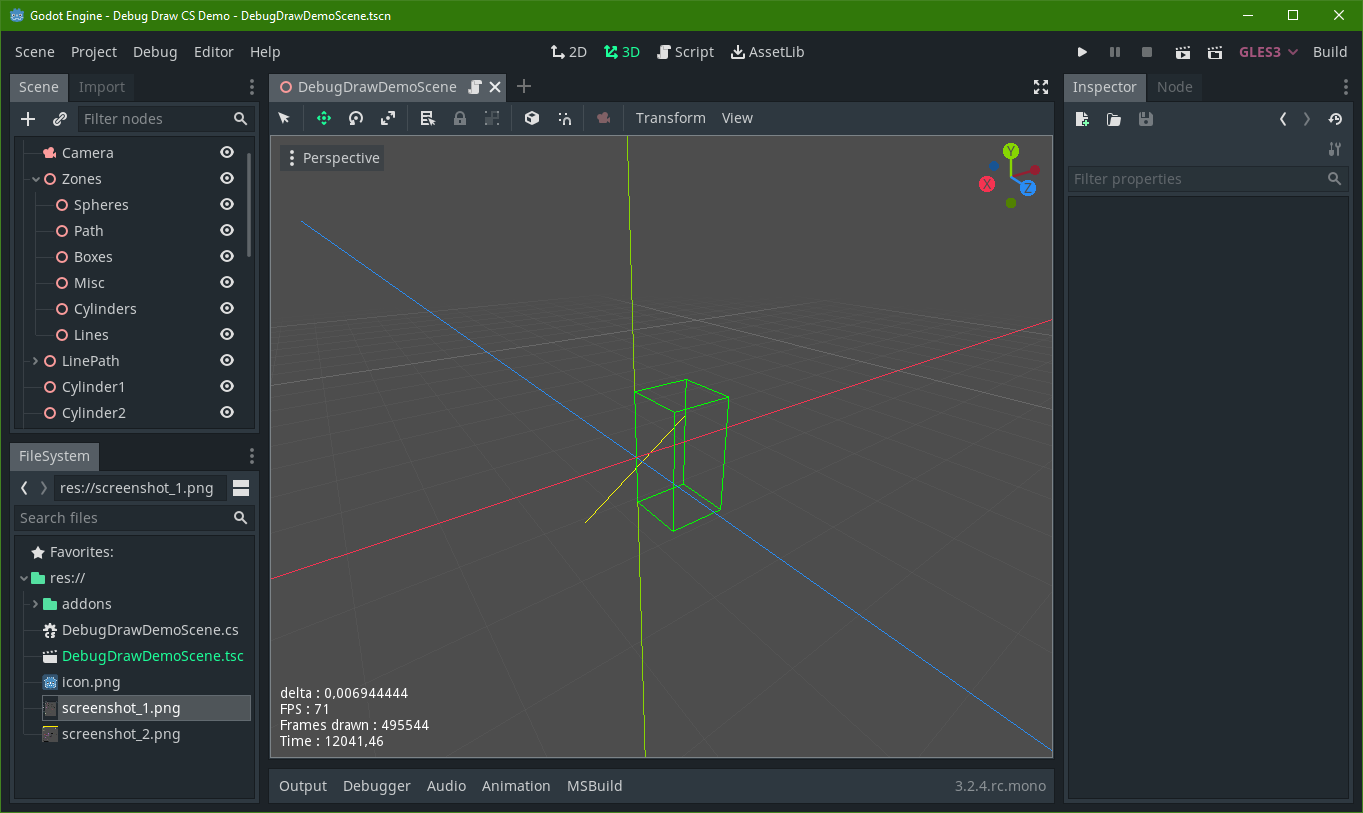 Godot Engine - Debug Draw CS Demo - DebugDrawDemoScene.tscn
Scene Project Debug Editor Help
2D 3D Script AssetLib
GLES3 Build
Scene Import
Filter nodes
Camera
Zones
Spheres
Path
Boxes
Misc
Cylinders
Lines
LinePath
Cylinder1
Cylinder2
FileSystem
res://screenshot_1.png
Search files
Favorites:
res://
addons
DebugDrawDemoScene.cs
DebugDrawDemoScene.tsc
icon.png
screenshot_1.png
screenshot_2.png
DebugDrawDemoScene
Transform View
Perspective
Y
X
Z
delta : 0,006944444
FPS : 71
Frames drawn : 495544
Time : 12041,46
Output Debugger Audio Animation MSBuild
3.2.4.rc.mono
Inspector Node
Filter properties